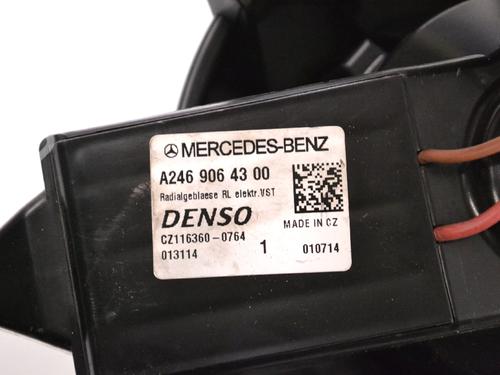 MERCEDES-BENZ
A246 906 43 00
Radialgeblaese RL elektr.VST
DENSO
MADE IN CZ
CZ116360-0764
013114 1 010714